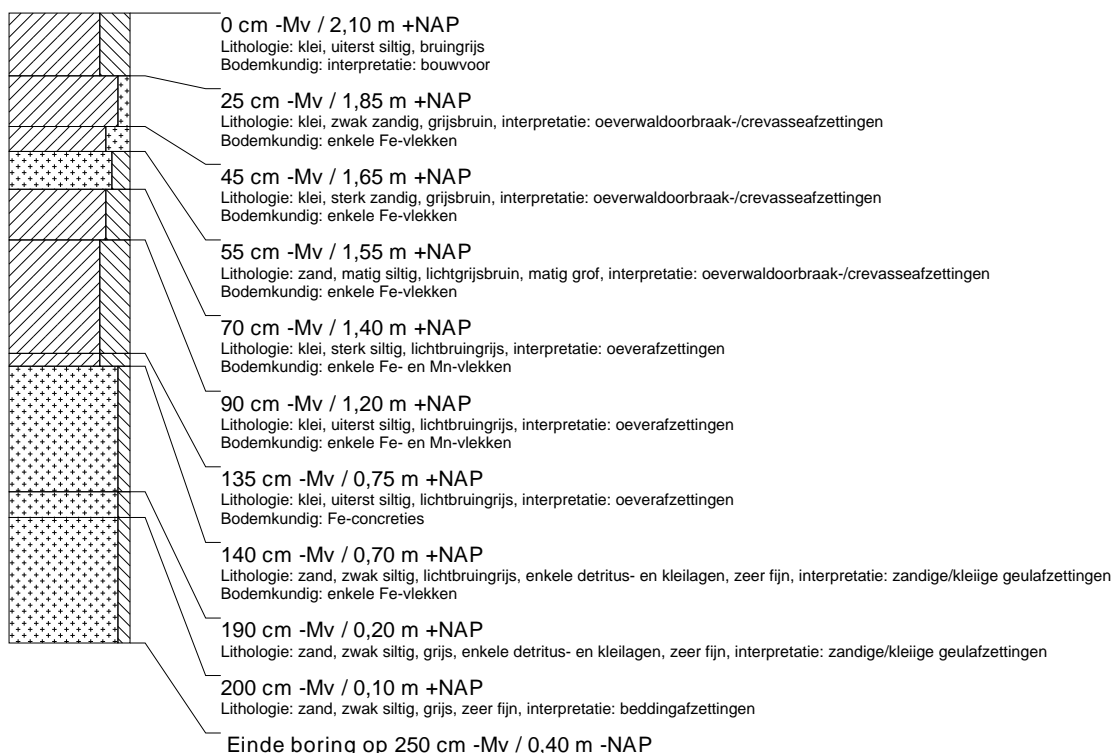 0 cm -Mv / 2,10 m +NAP
Lithologie: klei, uiterst siltig, bruingrijs
Bodemkundig: interpretatie: bouwvoor
25 cm -Mv / 1,85 m +NAP
Lithologie: klei, zwak zandig, grijsbruin, interpretatie: oeverwaldoorbraak-/crevasseafzettingen
Bodemkundig: enkele Fe-vlekken
45 cm -Mv / 1,65 m +NAP
Lithologie: klei, sterk zandig, grijsbruin, interpretatie: oeverwaldoorbraak-/crevasseafzettingen
Bodemkundig: enkele Fe-vlekken
55 cm -Mv / 1,55 m +NAP
Lithologie: zand, matig siltig, lichtgrijsbruin, matig grof, interpretatie: oeverwaldoorbraak-/crevasseafzettingen
Bodemkundig: enkele Fe-vlekken
70 cm -Mv / 1,40 m +NAP
Lithologie: klei, sterk siltig, lichtbruingrijs, interpretatie: oeverafzettingen
Bodemkundig: enkele Fe- en Mn-vlekken
90 cm -Mv / 1,20 m +NAP
Lithologie: klei, uiterst siltig, lichtbruingrijs, interpretatie: oeverafzettingen
Bodemkundig: enkele Fe- en Mn-vlekken
135 cm -Mv / 0,75 m +NAP
Lithologie: klei, uiterst siltig, lichtbruingrijs, interpretatie: oeverafzettingen
Bodemkundig: Fe-concreties
140 cm -Mv / 0,70 m +NAP
Lithologie: zand, zwak siltig, lichtbruingrijs, enkele detritus- en kleilagen, zeer fijn, interpretatie: zandige/kleiige geulafzettingen
Bodemkundig: enkele Fe-vlekken
190 cm -Mv / 0,20 m +NAP
Lithologie: zand, zwak siltig, grijs, enkele detritus- en kleilagen, zeer fijn, interpretatie: zandige/kleiige geulafzettingen
200 cm -Mv / 0,10 m +NAP
Lithologie: zand, zwak siltig, grijs, zeer fijn, interpretatie: beddingafzettingen
Einde boring op 250 cm -Mv / 0,40 m -NAP